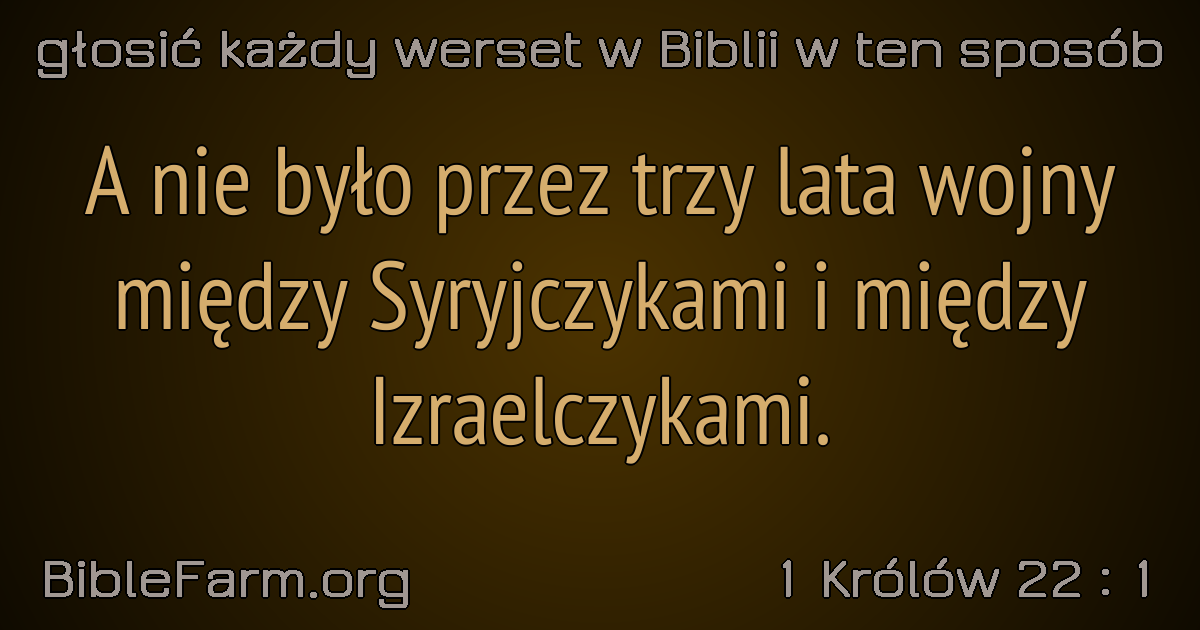 głosić każdy werset w Biblii w ten sposób
A nie było przez trzy lata wojny
między Syryjczykami i między
Izraelczykami.
BibleFarm.org
1 Królów 22 : 1